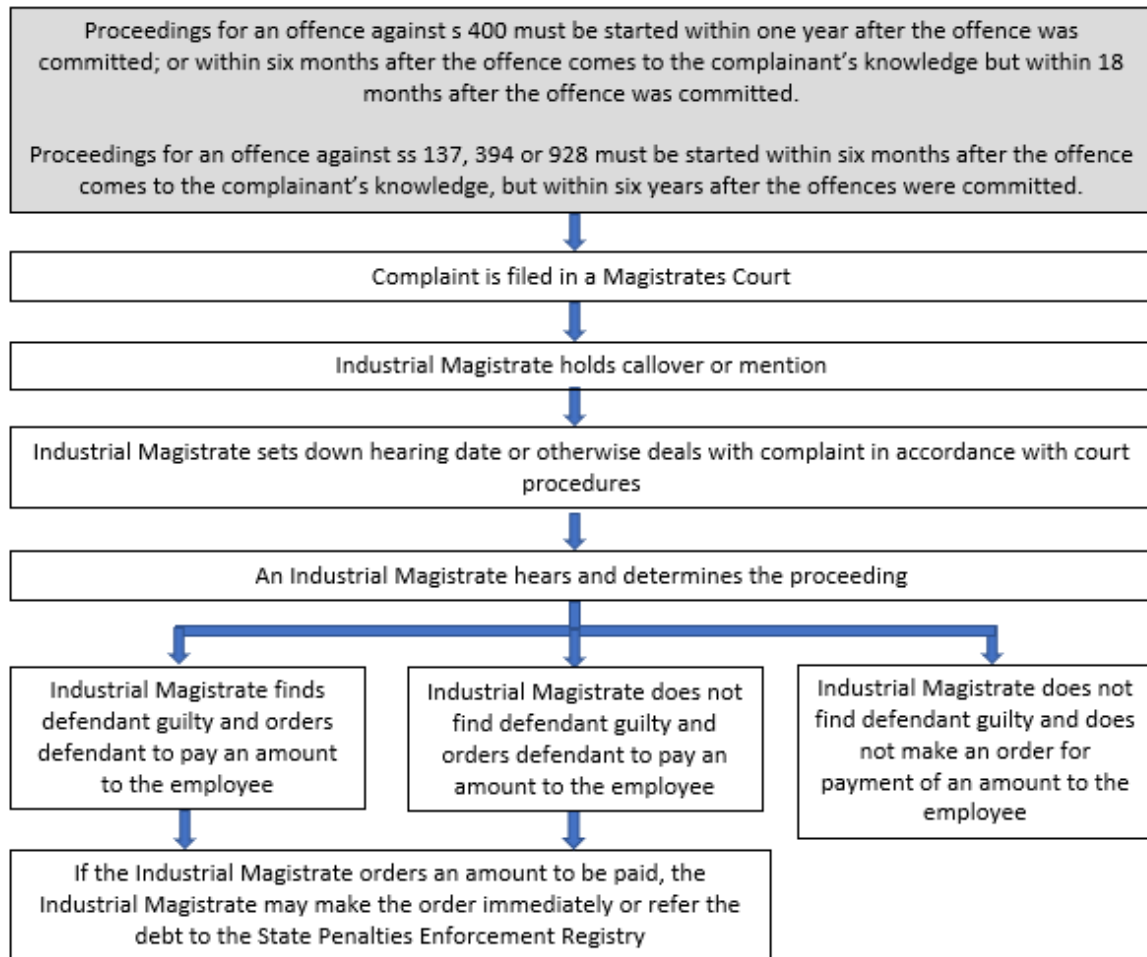 Proceedings for an offence against s 400 must be started within one year after the offence was
committed; or within six months after the offence comes to the complainant’s knowledge but within 18
months after the offence was committed.
Proceedings for an offence against ss 137, 394 or 928 must be started within six months after the offence
comes to the complainant’s knowledge, but within six years after the offences were committed.
Complaint is filed in a Magistrates Court
Industrial Magistrate holds callover or mention
Industrial Magistrate sets down hearing date or otherwise deals with complaint in accordance with court
procedures
An Industrial Magistrate hears and determines the proceeding
Industrial Magistrate finds
defendant guilty and orders
defendant to pay an amount
to the employee
Industrial Magistrate does not
find defendant guilty and
orders defendant to pay an
amount to the employee
Industrial Magistrate does not
find defendant guilty and does
not make an order for
payment of an amount to the
employee
If the Industrial Magistrate orders an amount to be paid, the
Industrial Magistrate may make the order immediately or refer the
debt to the State Penalties Enforcement Registry